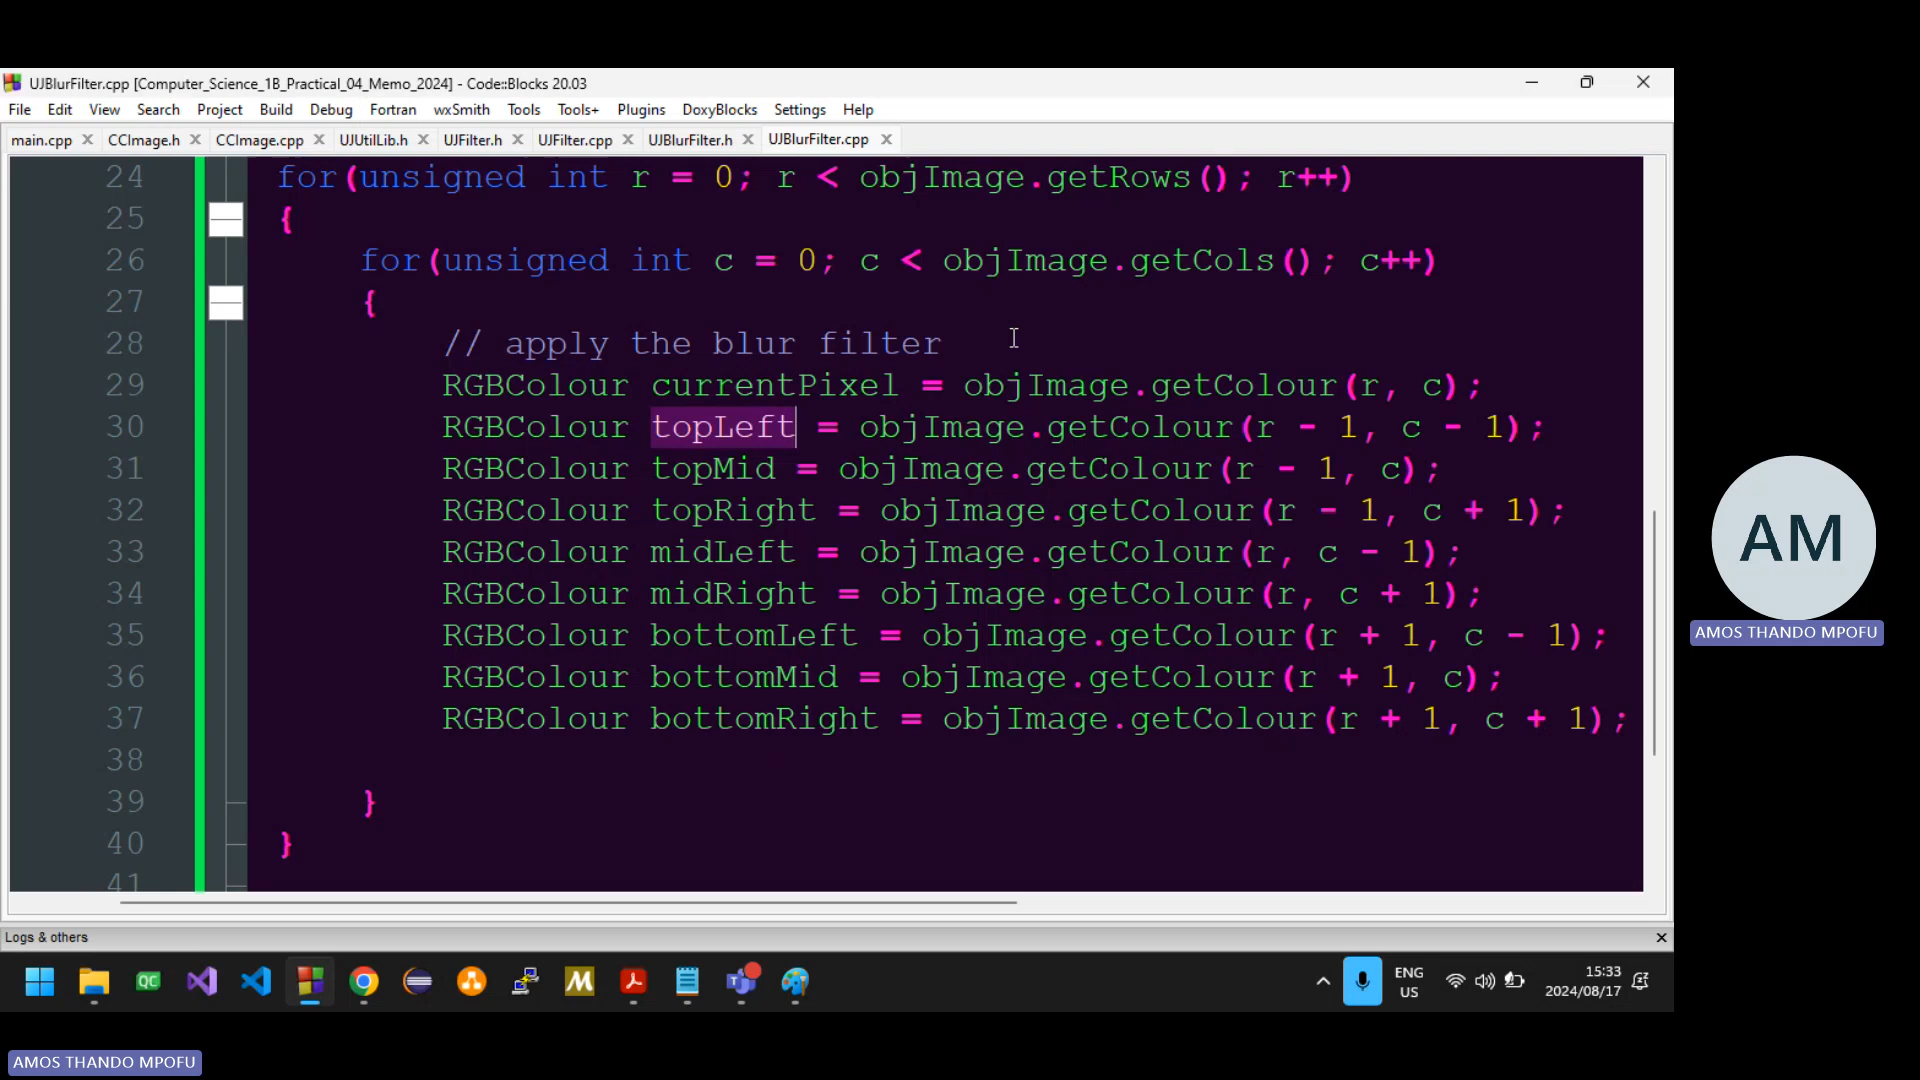 UJBlurFilter.cpp [Computer_Science_1B_Practical_04_Memo_2024] - Code::Blocks 20.03
File Edit View Search Project Build Debug Fortran wxSmith Tools Tools+ Plugins DoxyBlocks Settings Help
main.cpp CCImage.h CCImage.cpp UJUtilLib.h UJFilter.h UJFilter.cpp UJBlurFilter.h UJBlurFilter.cpp
24 for(unsigned int r = 0; r < objImage.getRows(); r++)
25 {
26 for(unsigned int c = 0; c < objImage.getCols(); c++)
27 {
28 // apply the blur filter
29 RGBColour currentPixel = objImage.getColour(r, c);
30 RGBColour topLeft = objImage.getColour(r - 1, c - 1);
31 RGBColour topMid = objImage.getColour(r - 1, c);
32 RGBColour topRight = objImage.getColour(r - 1, c + 1);
33 RGBColour midLeft = objImage.getColour(r, c - 1);
34 RGBColour midRight = objImage.getColour(r, c + 1);
35 RGBColour bottomLeft = objImage.getColour(r + 1, c - 1);
36 RGBColour bottomMid = objImage.getColour(r + 1, c);
37 RGBColour bottomRight = objImage.getColour(r + 1, c + 1);
38
39 }
40 }
41
AM
AMOS THANDO MPOFU
Logs & others
QC
M
ENG
US
15:33
2024/08/17
AMOS THANDO MPOFU